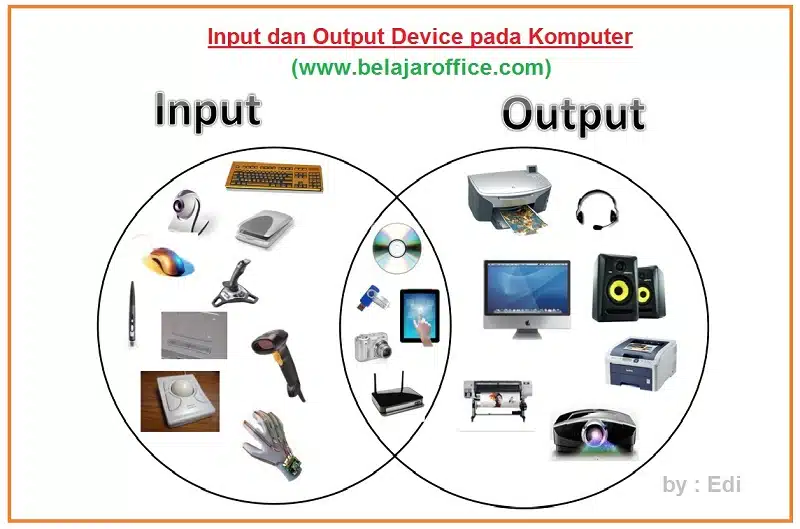 Input dan Output Device pada Komputer
(www.belajaroffice.com)
Input
Output
by : Edi